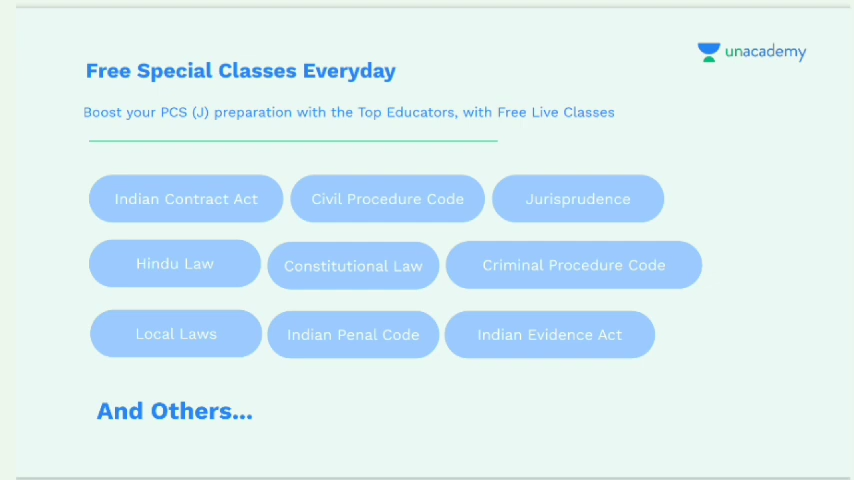 unacademy
Free Special Classes Everyday
Boost your PCS (J) preparation with the Top Educators, with Free Live Classes
Indian Contract Act
Civil Procedure Code
Jurisprudence
Hindu Law
Constitutional Law
Criminal Procedure Code
Local Laws
Indian Penal Code
Indian Evidence Act
And Others...